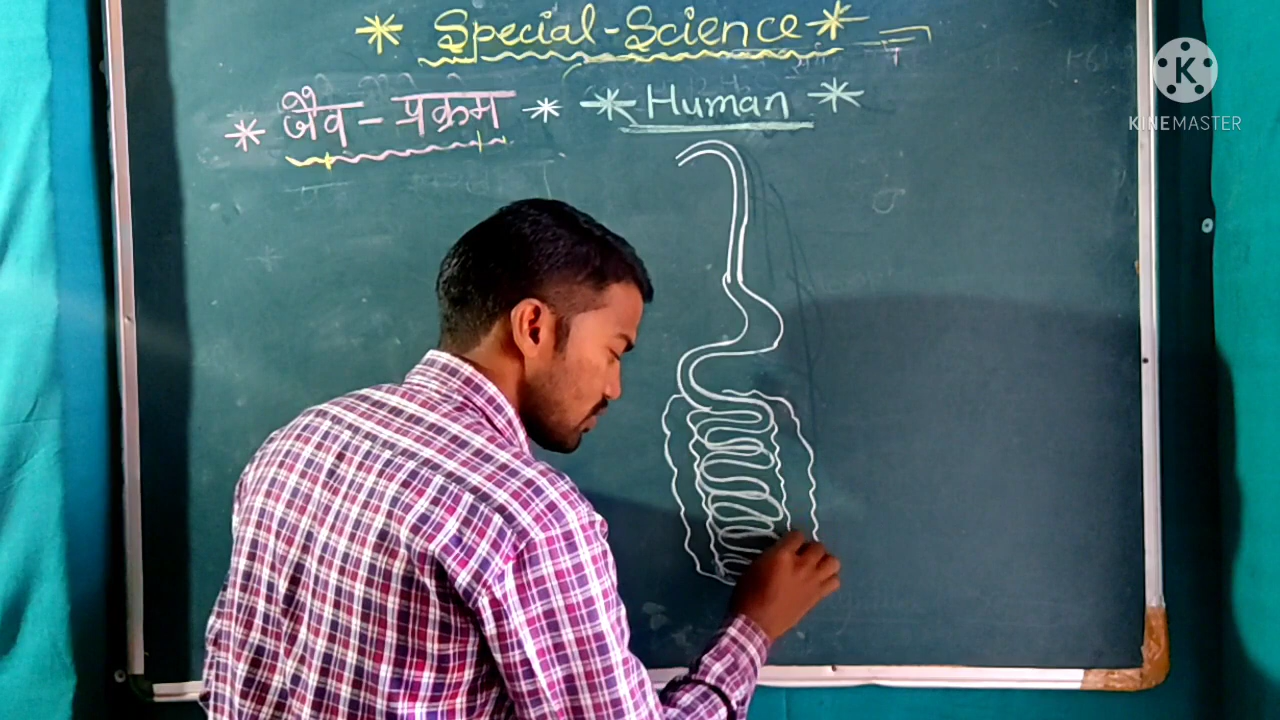 * Special-Science *
* जैव - प्रक्रम * * Human *
K
KINEMASTER